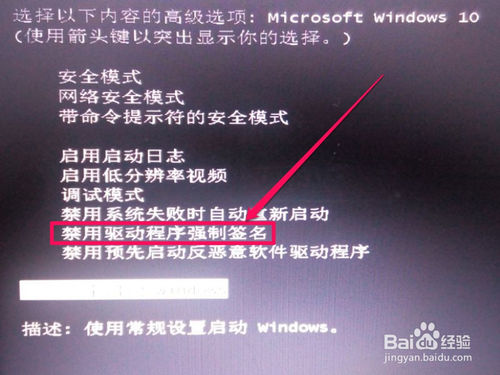 选择以下内容的高级选项: Microsoft Windows 10
(使用箭头键以突出显示你的选择。)
安全模式
网络安全模式
带命令提示符的安全模式
启用启动日志
启用低分辨率视频
调试模式
禁用系统失败时自动重新启动
禁用驱动程序强制签名
禁用预先启动反恶意软件驱动程序
Windows
描述: 使用常规设置启动 Windows。
Baidu 经验
jingyan.baidu.com